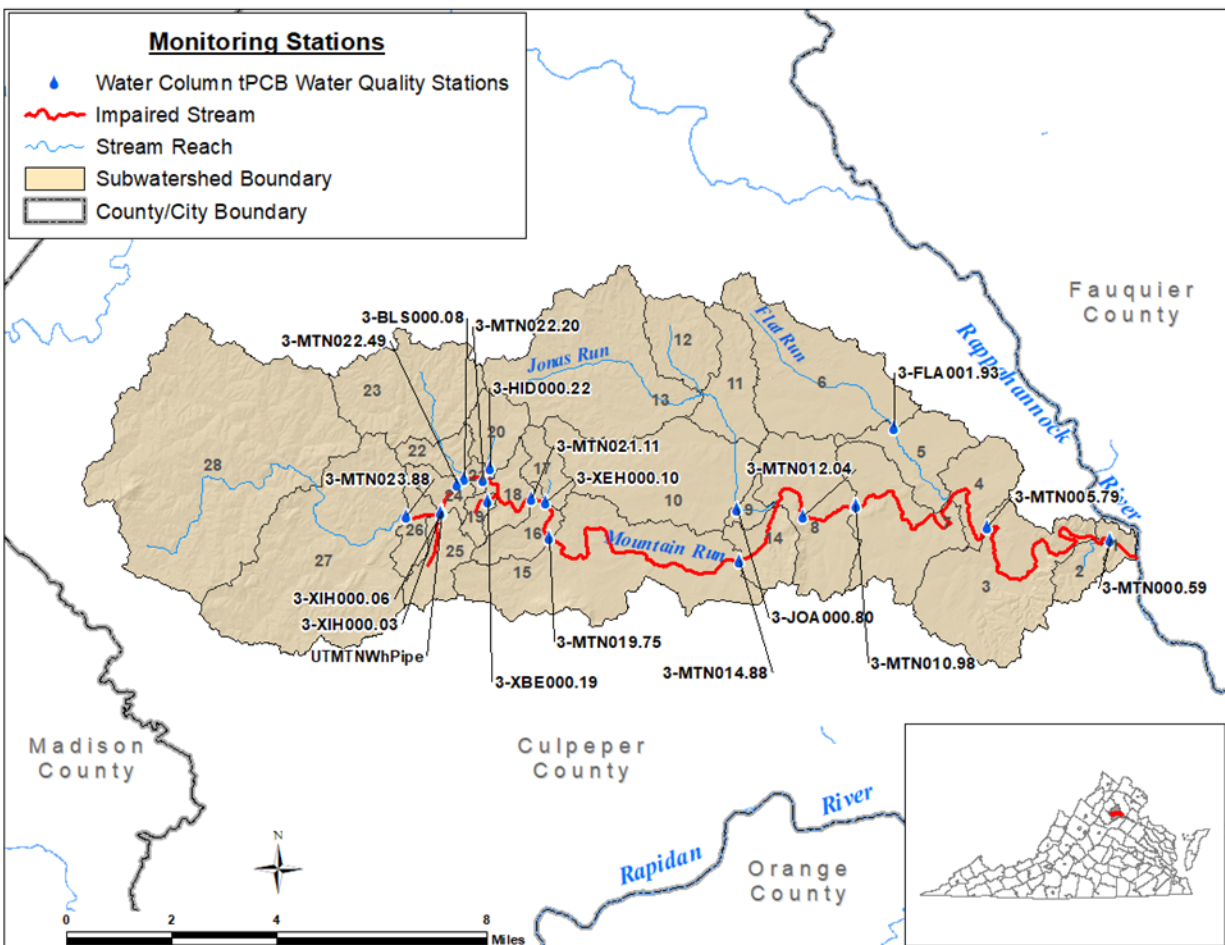 Monitoring Stations
Water Column tPCB Water Quality Stations
Impaired Stream
Stream Reach
Subwatershed Boundary
County/City Boundary
Fauquier
County
Rappahannock
River
3-BLS000.08
3-MTN022.20
3-MTN022.49
3-HID000.22
Jonas Run
Flat Run
3-FLA001.93
12
11
6
13
23
20
5
22
28
3-MTN021.11
3-MTN012.04
17
3-XEH000.10
3-MTN023.88
4
3-MTN005.79
24
18
10
9
19
8
26
16
14
Mountain Run
25
27
15
3
2
3-MTN000.59
3-XIH000.06
3-XIH000.03
3-JOA000.80
3-MTN019.75
3-MTN010.98
UTMTNWhPipe
3-MTN014.88
3-XBE000.19
Madison
County
Culpeper
County
Rapidan
River
Orange
County
N
0 2 4 8
Miles